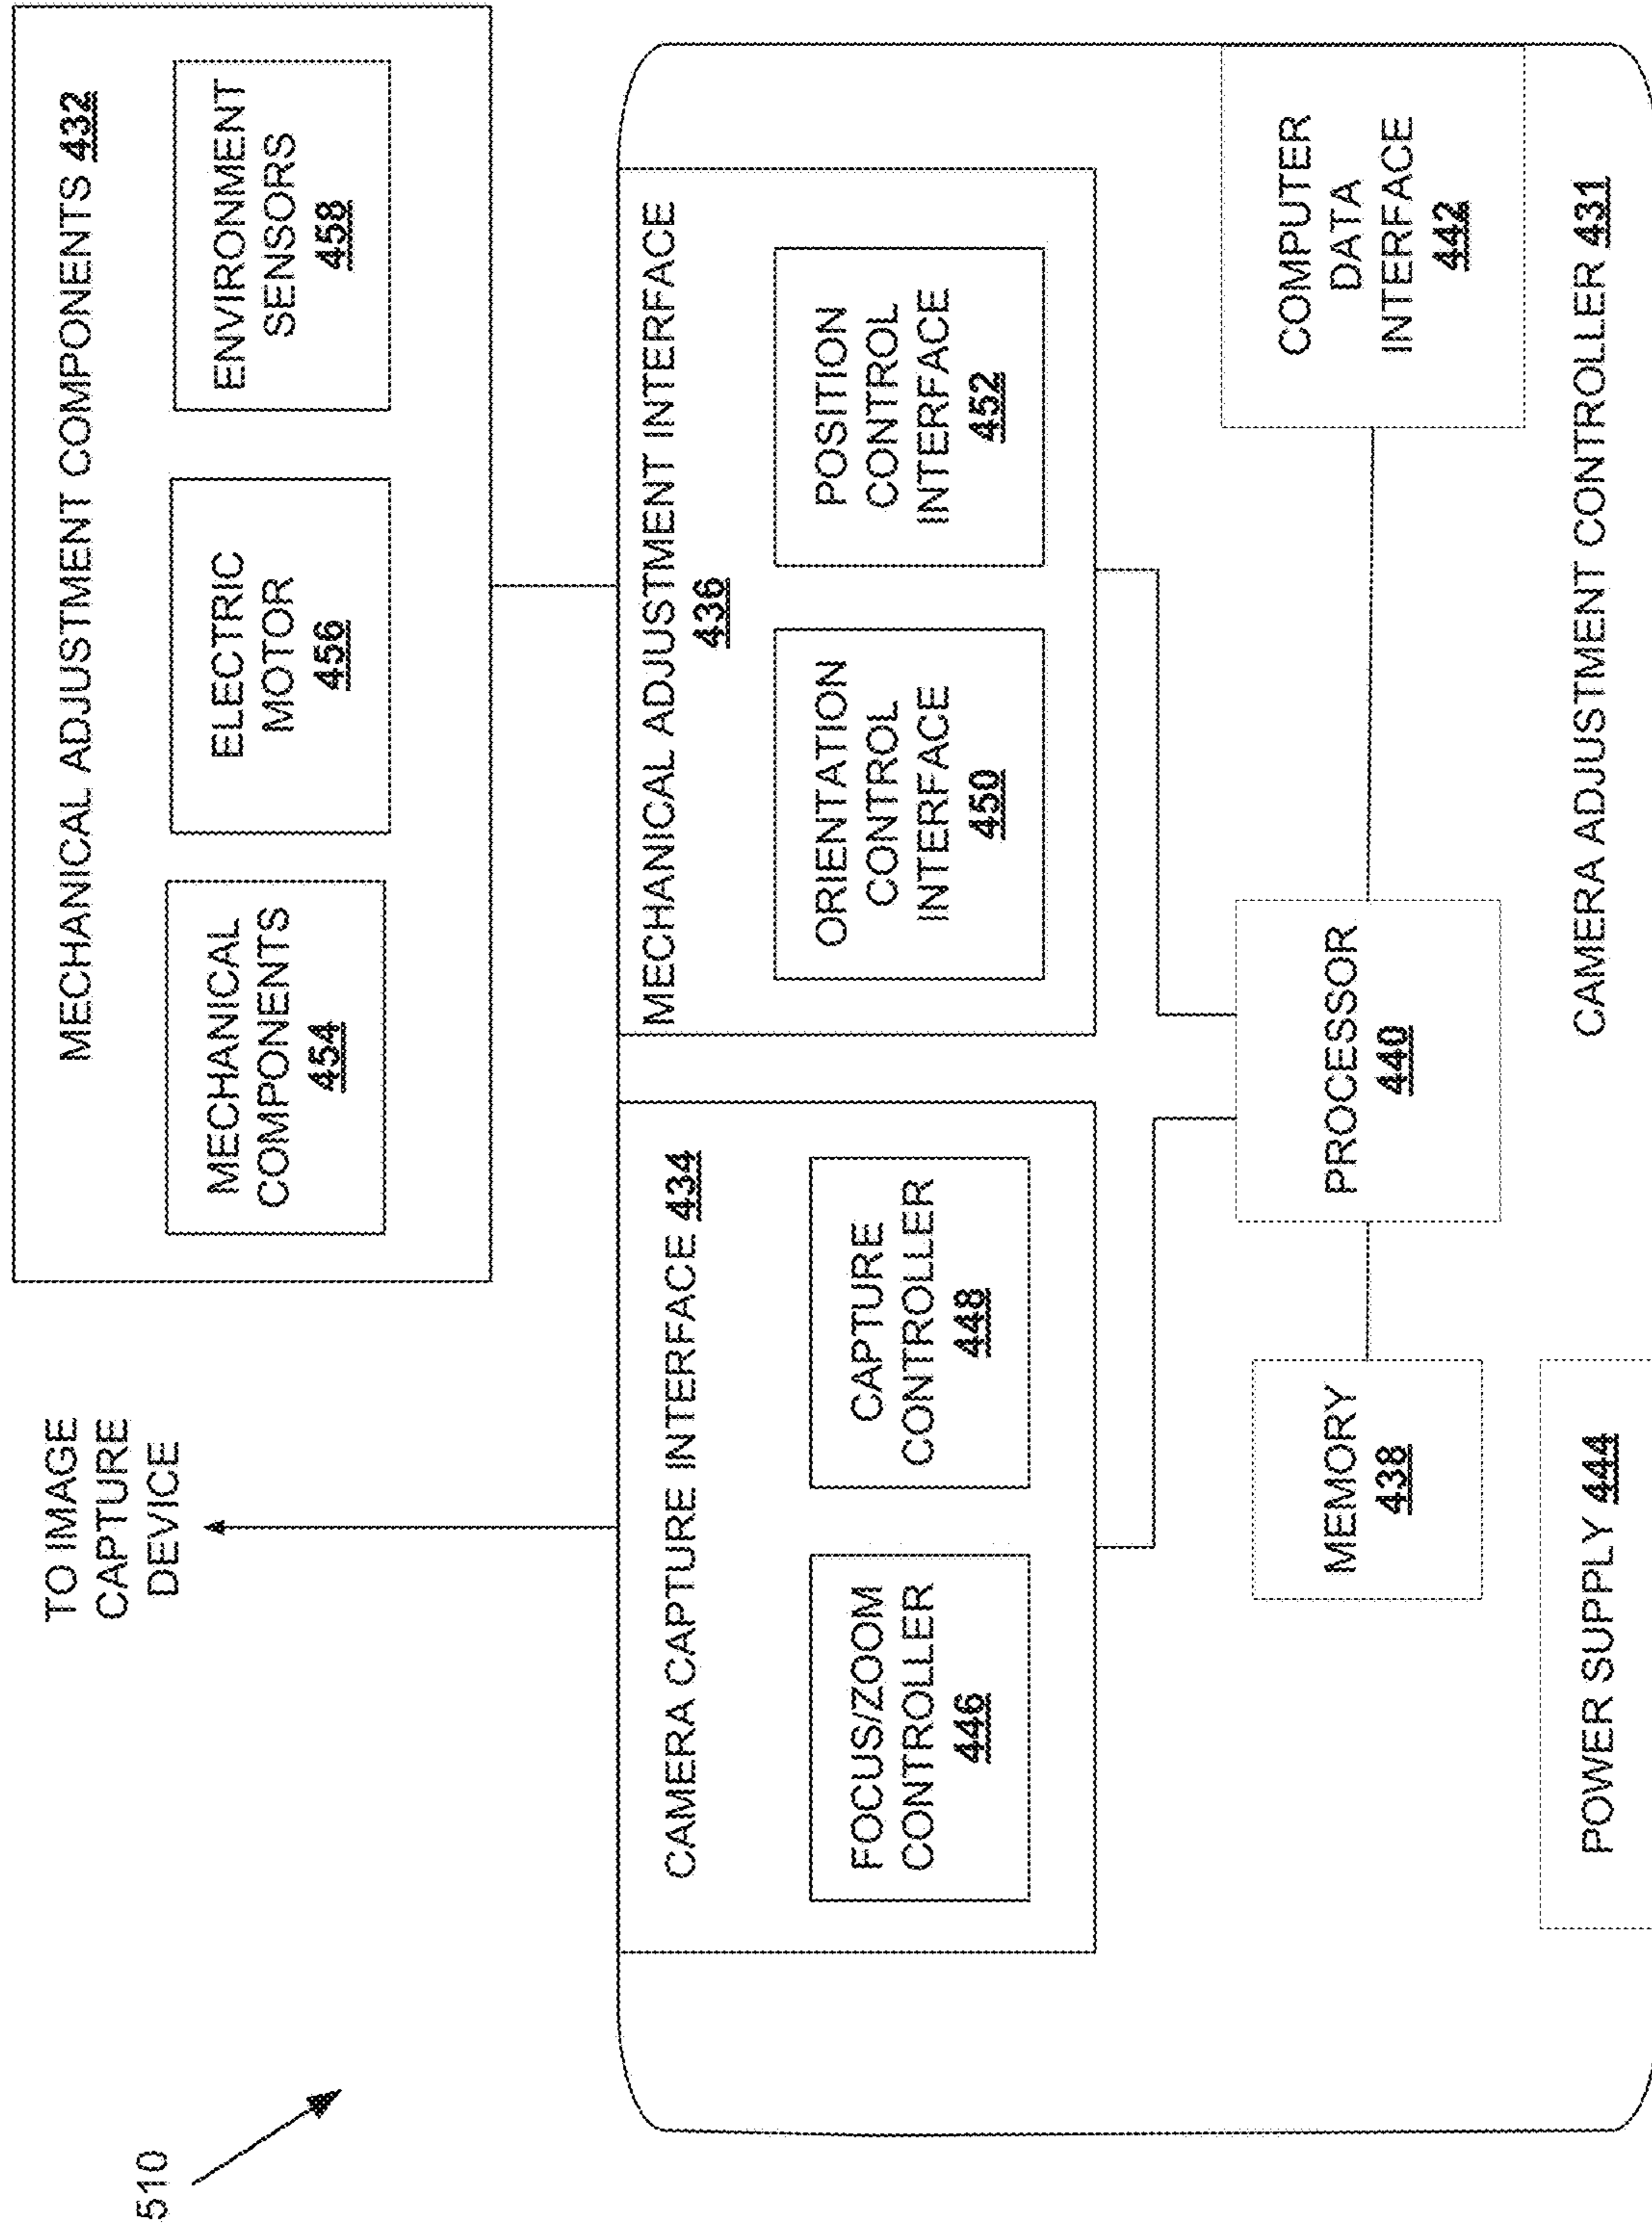 510
TO IMAGE
CAPTURE
DEVICE
MECHANICAL ADJUSTMENT COMPONENTS 432
MECHANICAL
COMPONENTS
454
ELECTRIC
MOTOR
456
ENVIRONMENT
SENSORS
458
CAMERA CAPTURE INTERFACE 434
FOCUS/ZOOM
CONTROLLER
446
CAPTURE
CONTROLLER
448
MECHANICAL ADJUSTMENT INTERFACE
436
ORIENTATION
CONTROL
INTERFACE
450
POSITION
CONTROL
INTERFACE
452
MEMORY
438
PROCESSOR
440
COMPUTER
DATA
INTERFACE
442
POWER SUPPLY 444
CAMERA ADJUSTMENT CONTROLLER 431